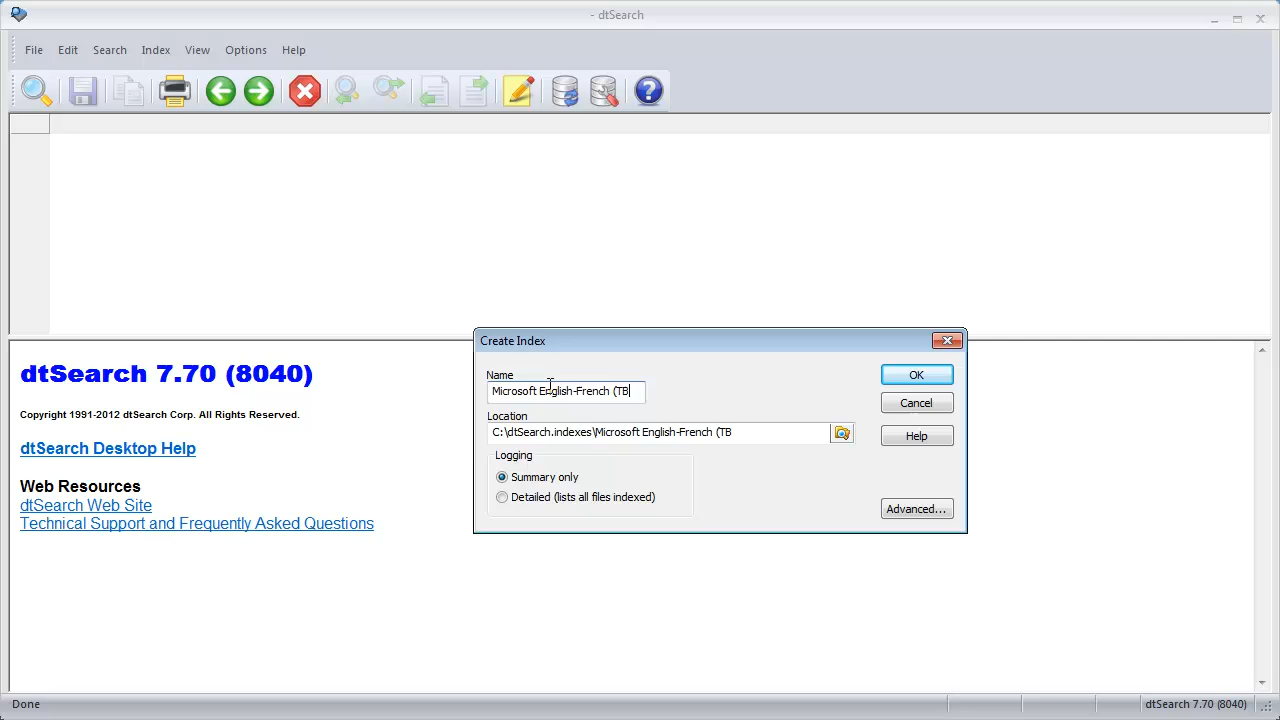 - dtSearch
File Edit Search Index View Options Help
dtSearch 7.70 (8040)
Copyright 1991-2012 dtSearch Corp. All Rights Reserved.
dtSearch Desktop Help
Web Resources
dtSearch Web Site
Technical Support and Frequently Asked Questions
Create Index
Name
Microsoft English-French (TB
Location
C:\dtSearch.indexes\Microsoft English-French (TB
Logging
Summary only
Detailed (lists all files indexed)
OK
Cancel
Help
Advanced...
Done
dtSearch 7.70 (8040)